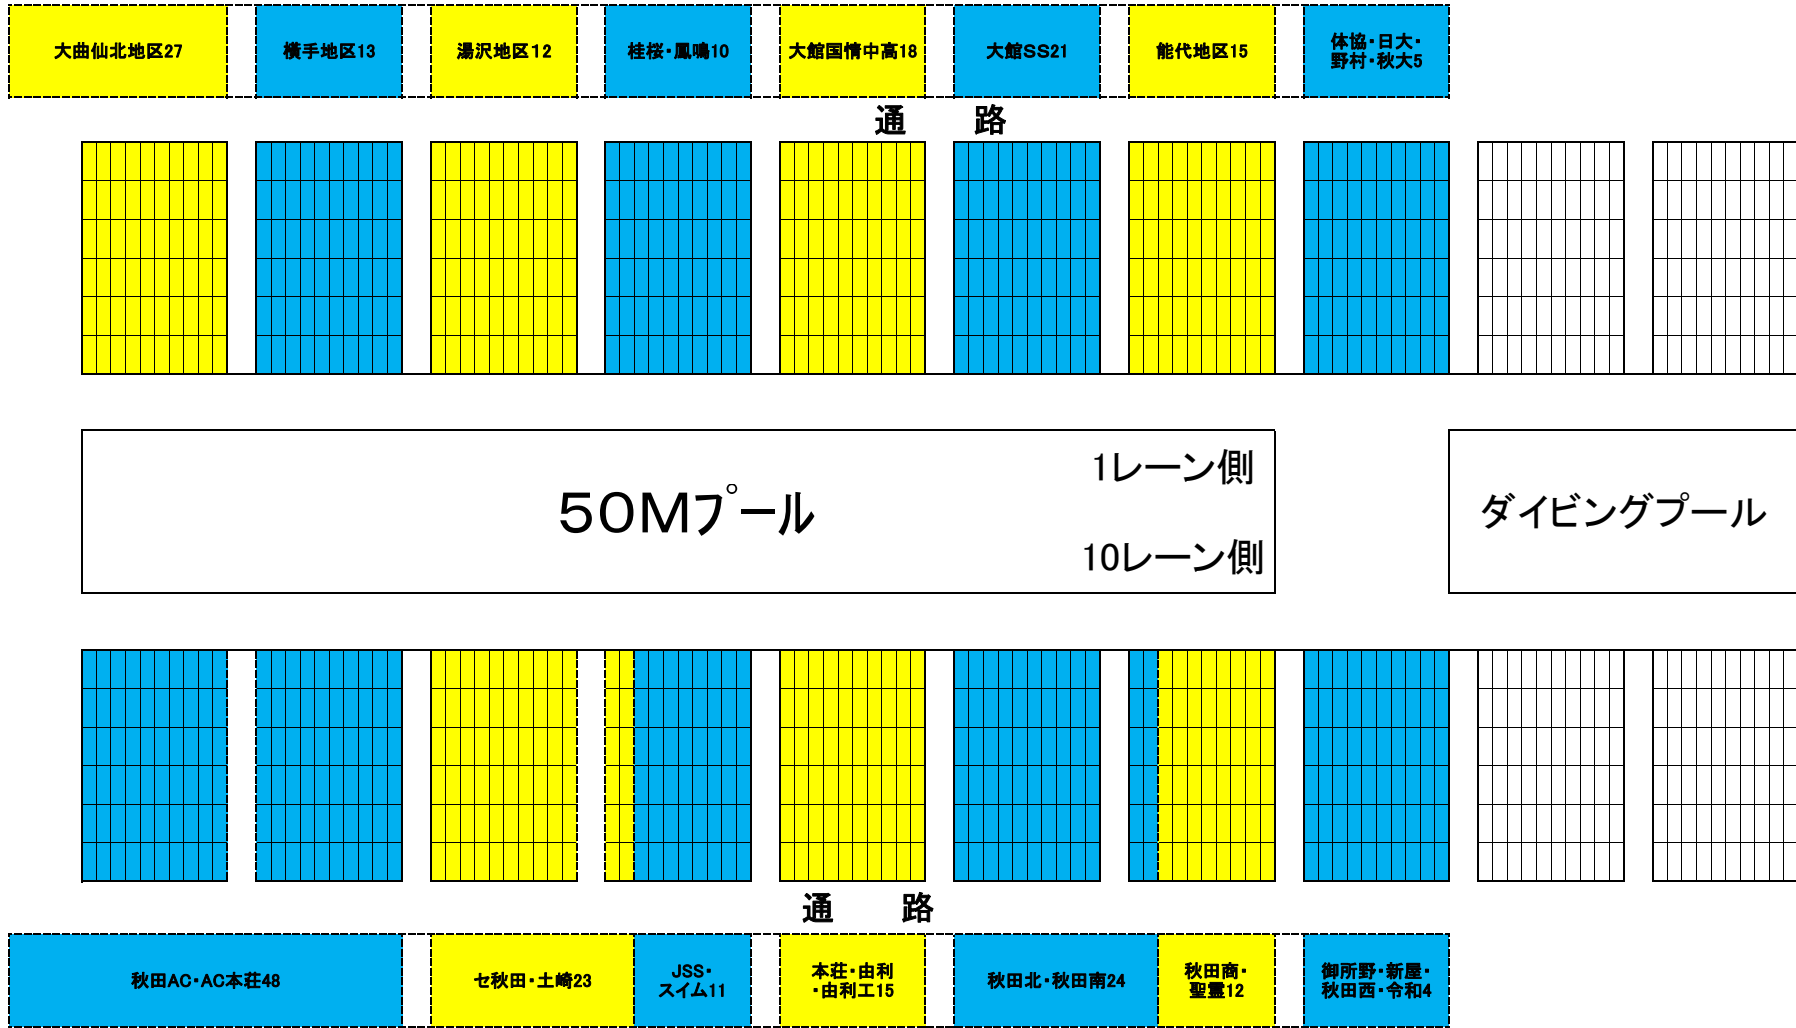 大曲仙北地区27
横手地区13
湯沢地区12
桂桜・鳳鳴10
大館国情中高18
大館SS21
能代地区15
体協・日大・
野村・秋大5
通　路
1レーン側
50Mプール
ダイビングプール
10レーン側
通　路
秋田AC・AC本荘48
セ秋田・土崎23
JSS・
スイム11
本荘・由利
・由利工15
秋田北・秋田南24
秋田商・
聖霊12
御所野・新屋・
秋田西・令和4